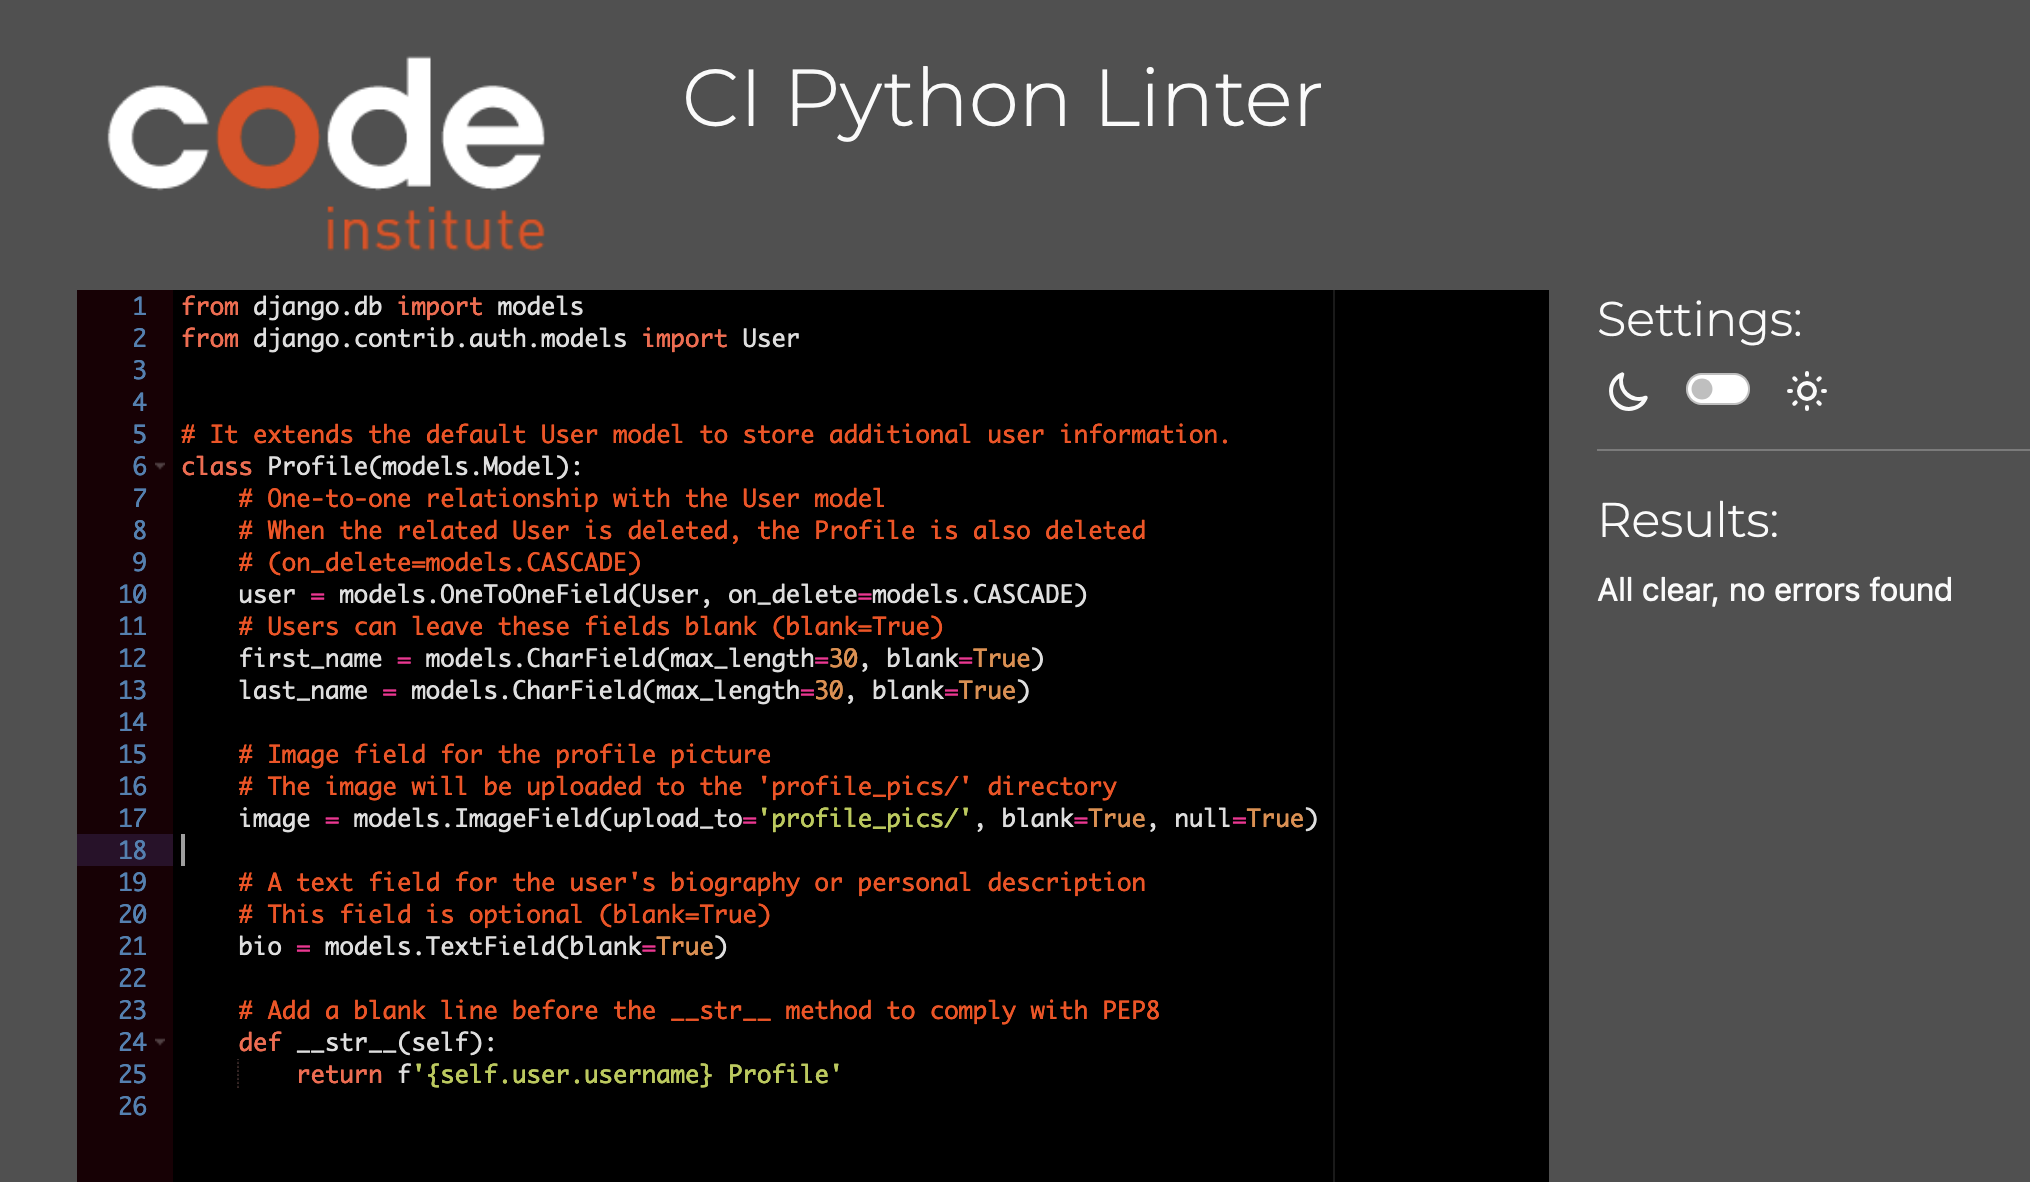 code
institute
CI Python Linter
1 from django.db import models
2 from django.contrib.auth.models import User
3
4
5 # It extends the default User model to store additional user information.
6 class Profile(models.Model):
7     # One-to-one relationship with the User model
8     # When the related User is deleted, the Profile is also deleted
9     # (on_delete=models.CASCADE)
10     user = models.OneToOneField(User, on_delete=models.CASCADE)
11     # Users can leave these fields blank (blank=True)
12     first_name = models.CharField(max_length=30, blank=True)
13     last_name = models.CharField(max_length=30, blank=True)
14
15     # Image field for the profile picture
16     # The image will be uploaded to the 'profile_pics/' directory
17     image = models.ImageField(upload_to='profile_pics/', blank=True, null=True)
18
19     # A text field for the user's biography or personal description
20     # This field is optional (blank=True)
21     bio = models.TextField(blank=True)
22
23     # Add a blank line before the __str__ method to comply with PEP8
24     def __str__(self):
25         return f'{self.user.username} Profile'
26
Settings:
Results:
All clear, no errors found